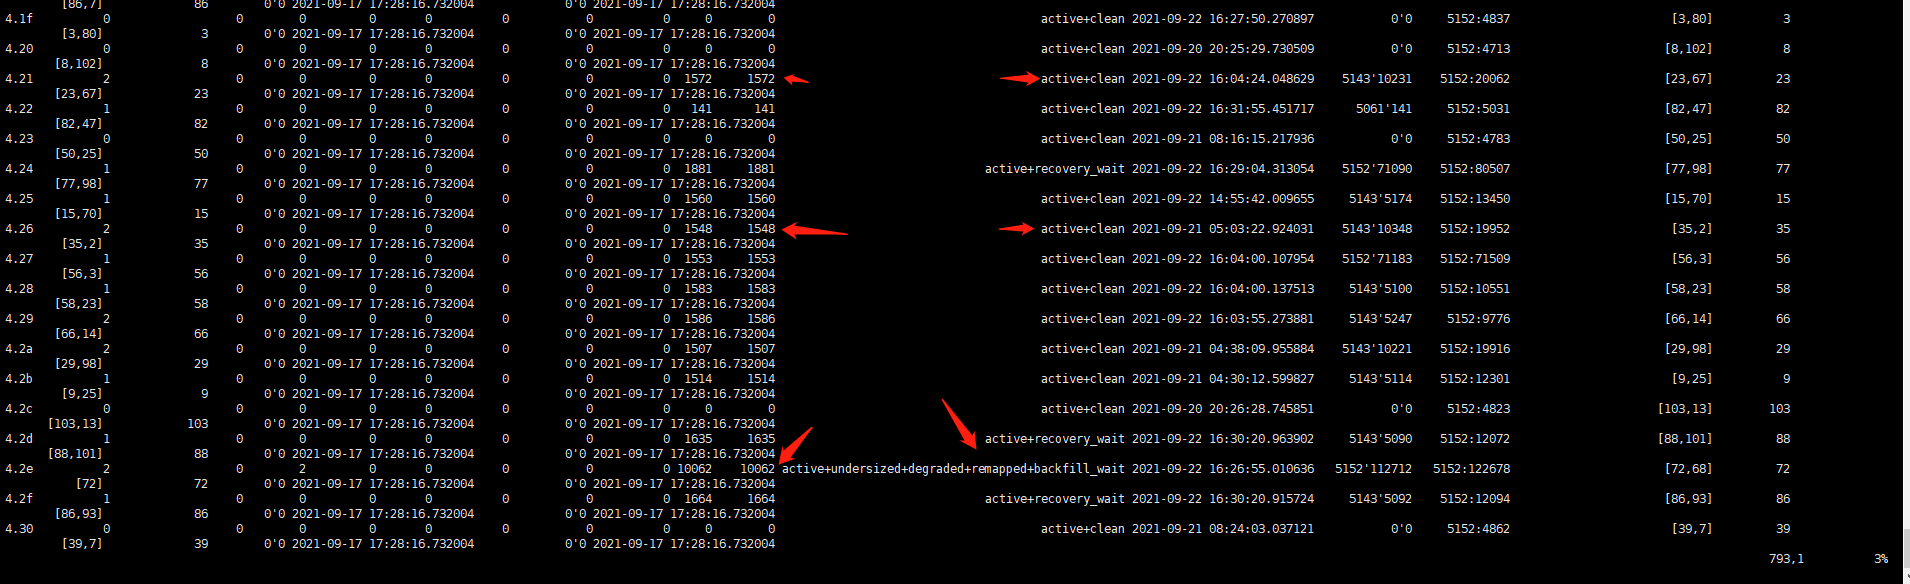 [86,7] 86 0'0 2021-09-17 17:28:16.732004 0'0 2021-09-17 17:28:16.732004
4.1f 0 0 0 0 0 0 0 0 0 0 active+clean 2021-09-22 16:27:50.270897 0'0 5152:4837 [3,80] 3
[3,80] 3 0'0 2021-09-17 17:28:16.732004 0'0 2021-09-17 17:28:16.732004
4.20 0 0 0 0 0 0 0 0 0 0 active+clean 2021-09-20 20:25:29.730509 0'0 5152:4713 [8,102] 8
[8,102] 8 0'0 2021-09-17 17:28:16.732004 0'0 2021-09-17 17:28:16.732004
4.21 2 0 0 0 0 0 0 0 1572 1572 active+clean 2021-09-22 16:04:24.048629 5143'10231 5152:20062 [23,67] 23
[23,67] 23 0'0 2021-09-17 17:28:16.732004 0'0 2021-09-17 17:28:16.732004
4.22 1 0 0 0 0 0 0 0 141 141 active+clean 2021-09-22 16:31:55.451717 5061'141 5152:5031 [82,47] 82
[82,47] 82 0'0 2021-09-17 17:28:16.732004 0'0 2021-09-17 17:28:16.732004
4.23 0 0 0 0 0 0 0 0 0 0 active+clean 2021-09-21 08:16:15.217936 0'0 5152:4783 [50,25] 50
[50,25] 50 0'0 2021-09-17 17:28:16.732004 0'0 2021-09-17 17:28:16.732004
4.24 1 0 0 0 0 0 0 0 1881 1881 active+recovery_wait 2021-09-22 16:29:04.313054 5152'71090 5152:80507 [77,98] 77
[77,98] 77 0'0 2021-09-17 17:28:16.732004 0'0 2021-09-17 17:28:16.732004
4.25 1 0 0 0 0 0 0 0 1560 1560 active+clean 2021-09-22 14:55:42.009655 5143'5174 5152:13450 [15,70] 15
[15,70] 15 0'0 2021-09-17 17:28:16.732004 0'0 2021-09-17 17:28:16.732004
4.26 2 0 0 0 0 0 0 0 1548 1548 active+clean 2021-09-21 05:03:22.924031 5143'10348 5152:19952 [35,2] 35
[35,2] 35 0'0 2021-09-17 17:28:16.732004 0'0 2021-09-17 17:28:16.732004
4.27 1 0 0 0 0 0 0 0 1553 1553 active+clean 2021-09-22 16:04:00.107954 5152'71183 5152:71509 [56,3] 56
[56,3] 56 0'0 2021-09-17 17:28:16.732004 0'0 2021-09-17 17:28:16.732004
4.28 1 0 0 0 0 0 0 0 1583 1583 active+clean 2021-09-22 16:04:00.137513 5143'5100 5152:10551 [58,23] 58
[58,23] 58 0'0 2021-09-17 17:28:16.732004 0'0 2021-09-17 17:28:16.732004
4.29 2 0 0 0 0 0 0 0 1586 1586 active+clean 2021-09-22 16:03:55.273881 5143'5247 5152:9776 [66,14] 66
[66,14] 66 0'0 2021-09-17 17:28:16.732004 0'0 2021-09-17 17:28:16.732004
4.2a 2 0 0 0 0 0 0 0 1507 1507 active+clean 2021-09-21 04:38:09.955884 5143'10221 5152:19916 [29,98] 29
[29,98] 29 0'0 2021-09-17 17:28:16.732004 0'0 2021-09-17 17:28:16.732004
4.2b 1 0 0 0 0 0 0 0 1514 1514 active+clean 2021-09-21 04:30:12.599827 5143'5114 5152:12301 [9,25] 9
[9,25] 9 0'0 2021-09-17 17:28:16.732004 0'0 2021-09-17 17:28:16.732004
4.2c 0 0 0 0 0 0 0 0 0 0 active+clean 2021-09-20 20:26:28.745851 0'0 5152:4823 [103,13] 103
[103,13] 103 0'0 2021-09-17 17:28:16.732004 0'0 2021-09-17 17:28:16.732004
4.2d 1 0 0 0 0 0 0 0 1635 1635 active+recovery_wait 2021-09-22 16:30:20.963902 5143'5090 5152:12072 [88,101] 88
[88,101] 88 0'0 2021-09-17 17:28:16.732004 0'0 2021-09-17 17:28:16.732004
4.2e 2 0 2 0 0 0 0 0 10062 10062 active+undersized+degraded+remapped+backfill_wait 2021-09-22 16:26:55.010636 5152'112712 5152:122678 [72,68] 72
[72] 72 0'0 2021-09-17 17:28:16.732004 0'0 2021-09-17 17:28:16.732004
4.2f 1 0 0 0 0 0 0 0 1664 1664 active+recovery_wait 2021-09-22 16:30:20.915724 5143'5092 5152:12094 [86,93] 86
[86,93] 86 0'0 2021-09-17 17:28:16.732004 0'0 2021-09-17 17:28:16.732004
4.30 0 0 0 0 0 0 0 0 0 0 active+clean 2021-09-21 08:24:03.037121 0'0 5152:4862 [39,7] 39
[39,7] 39 0'0 2021-09-17 17:28:16.732004 0'0 2021-09-17 17:28:16.732004
793,1 3%